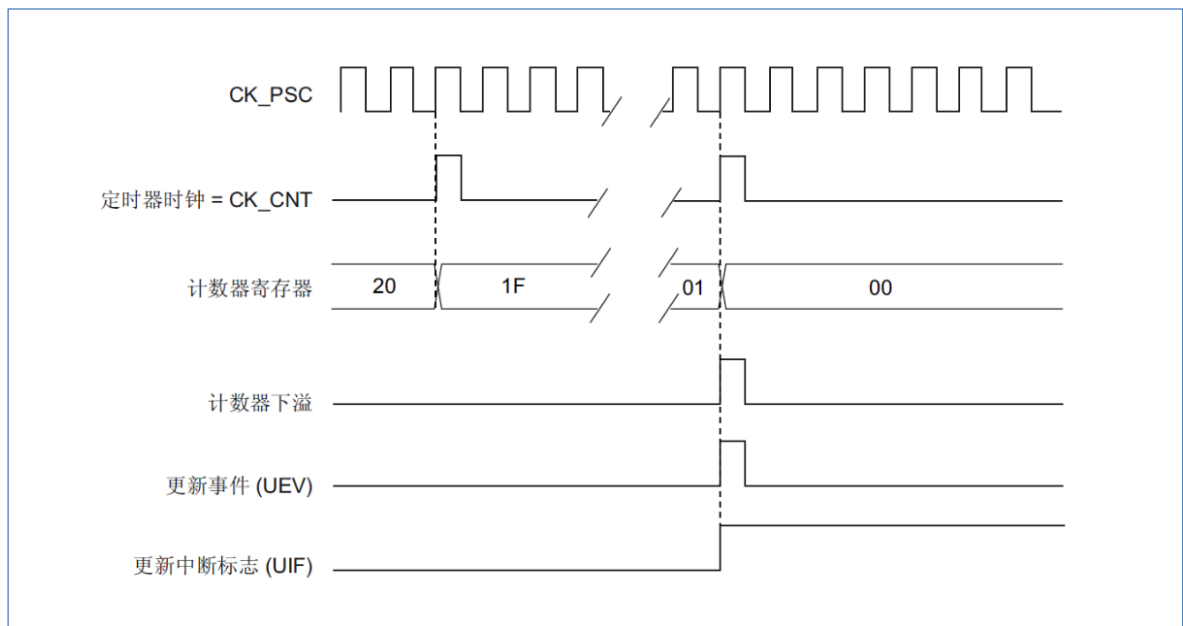 CK_PSC
定时器时钟 = CK_CNT
计数器寄存器 20 1F 01 00
计数器下溢
更新事件 (UEV)
更新中断标志 (UIF)